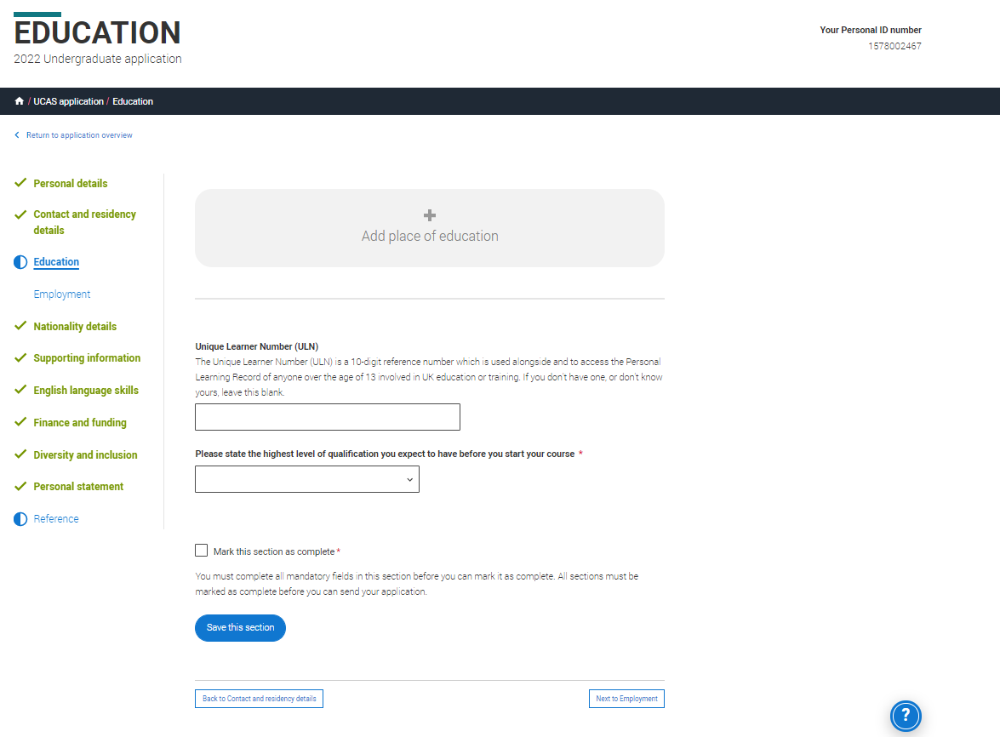 EDUCATION
2022 Undergraduate application
Your Personal ID number
1578002467
/ UCAS application / Education
Return to application overview
Personal details
Contact and residency
details
Education
Employment
Nationality details
Supporting information
English language skills
Finance and funding
Diversity and inclusion
Personal statement
Reference
Add place of education
Unique Learner Number (ULN)
The Unique Learner Number (ULN) is a 10-digit reference number which is used alongside and to access the Personal
Learning Record of anyone over the age of 13 involved in UK education or training. If you don't have one, or don't know
yours, leave this blank.
Please state the highest level of qualification you expect to have before you start your course *
Mark this section as complete *
You must complete all mandatory fields in this section before you can mark it as complete. All sections must be
marked as complete before you can send your application.
Save this section
Back to Contact and residency details
Next to Employment
?